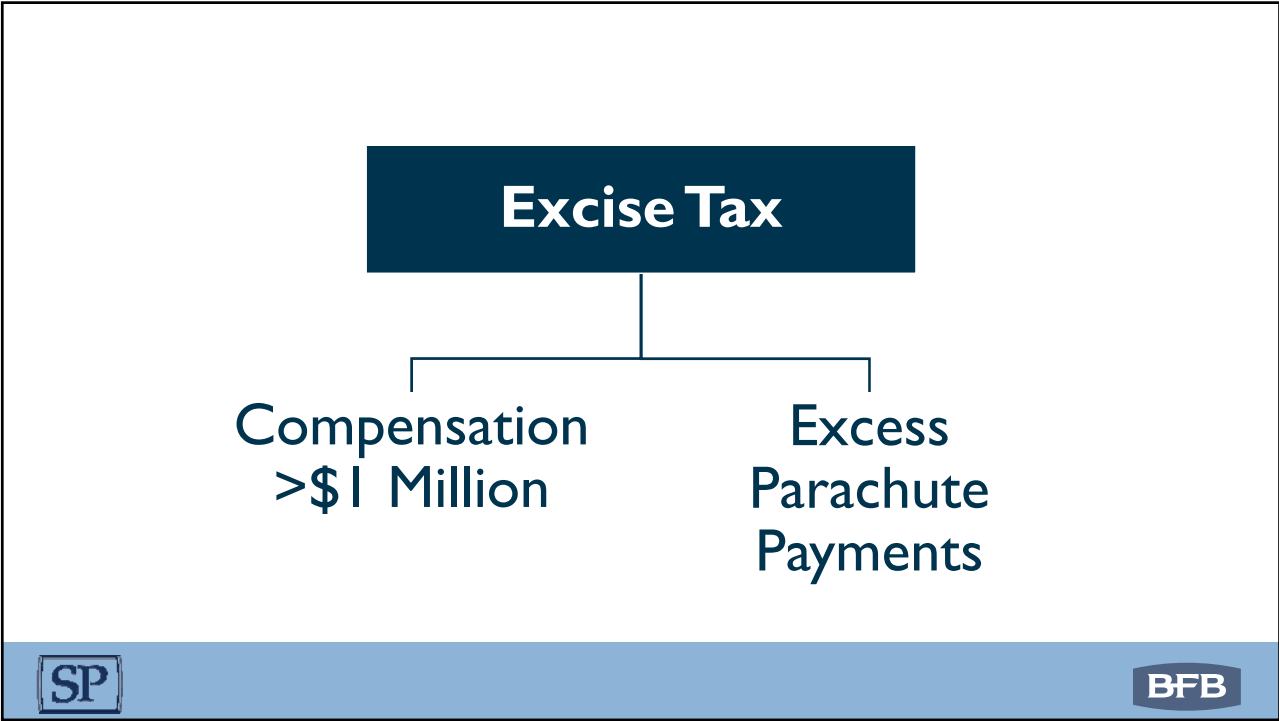 Excise Tax
Compensation
>$1 Million
Excess
Parachute
Payments
SP
BFB